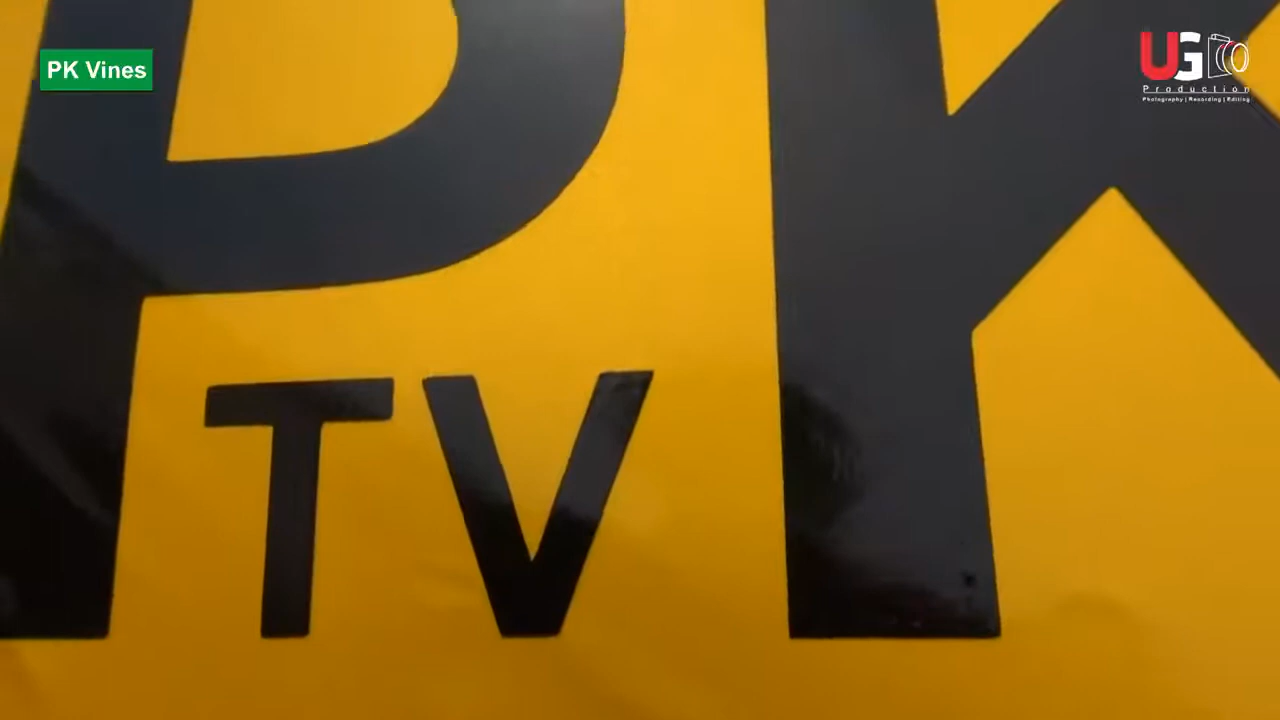 PK Vines
UG
Production
Photography | Recording | Editing
PK
TV